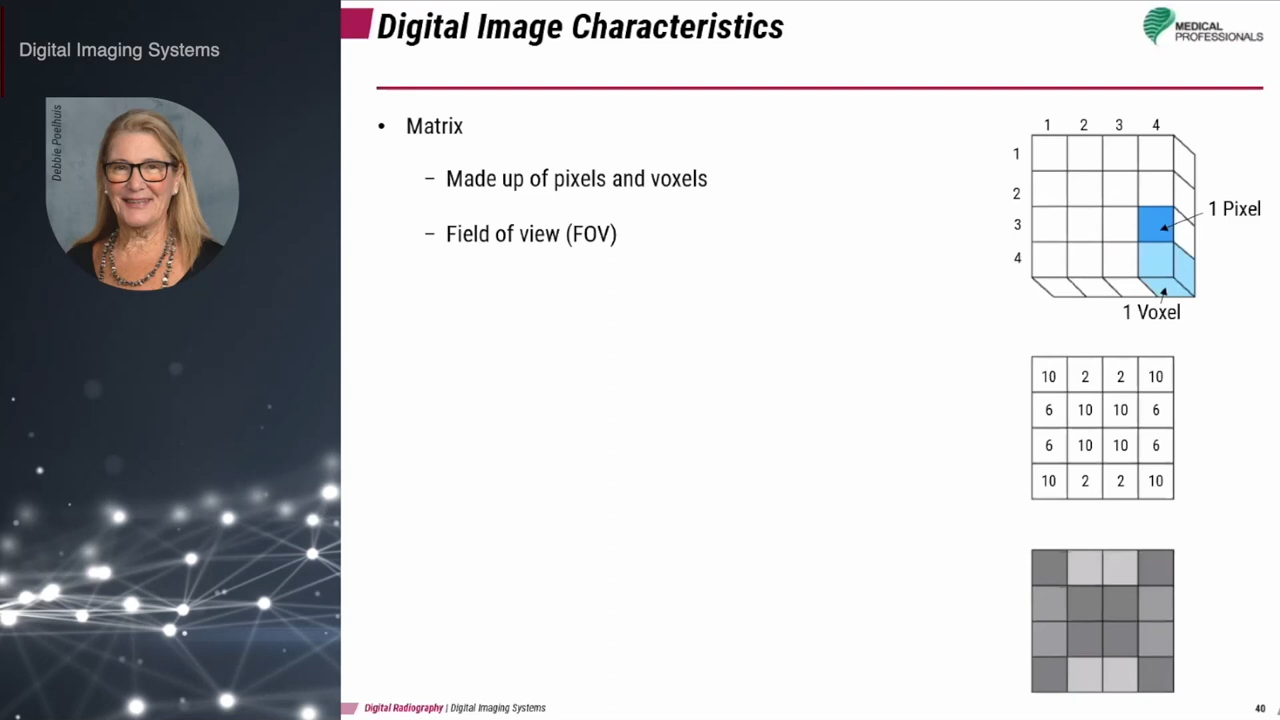 Digital Imaging Systems
Debbie Poelhuis
Digital Image Characteristics
MEDICAL
PROFESSIONALS
• Matrix
– Made up of pixels and voxels
– Field of view (FOV)
1 2 3 4
1
2
3
4
1 Pixel
1 Voxel
10 2 2 10
6 10 10 6
6 10 10 6
10 2 2 10
Digital Radiography | Digital Imaging Systems
40